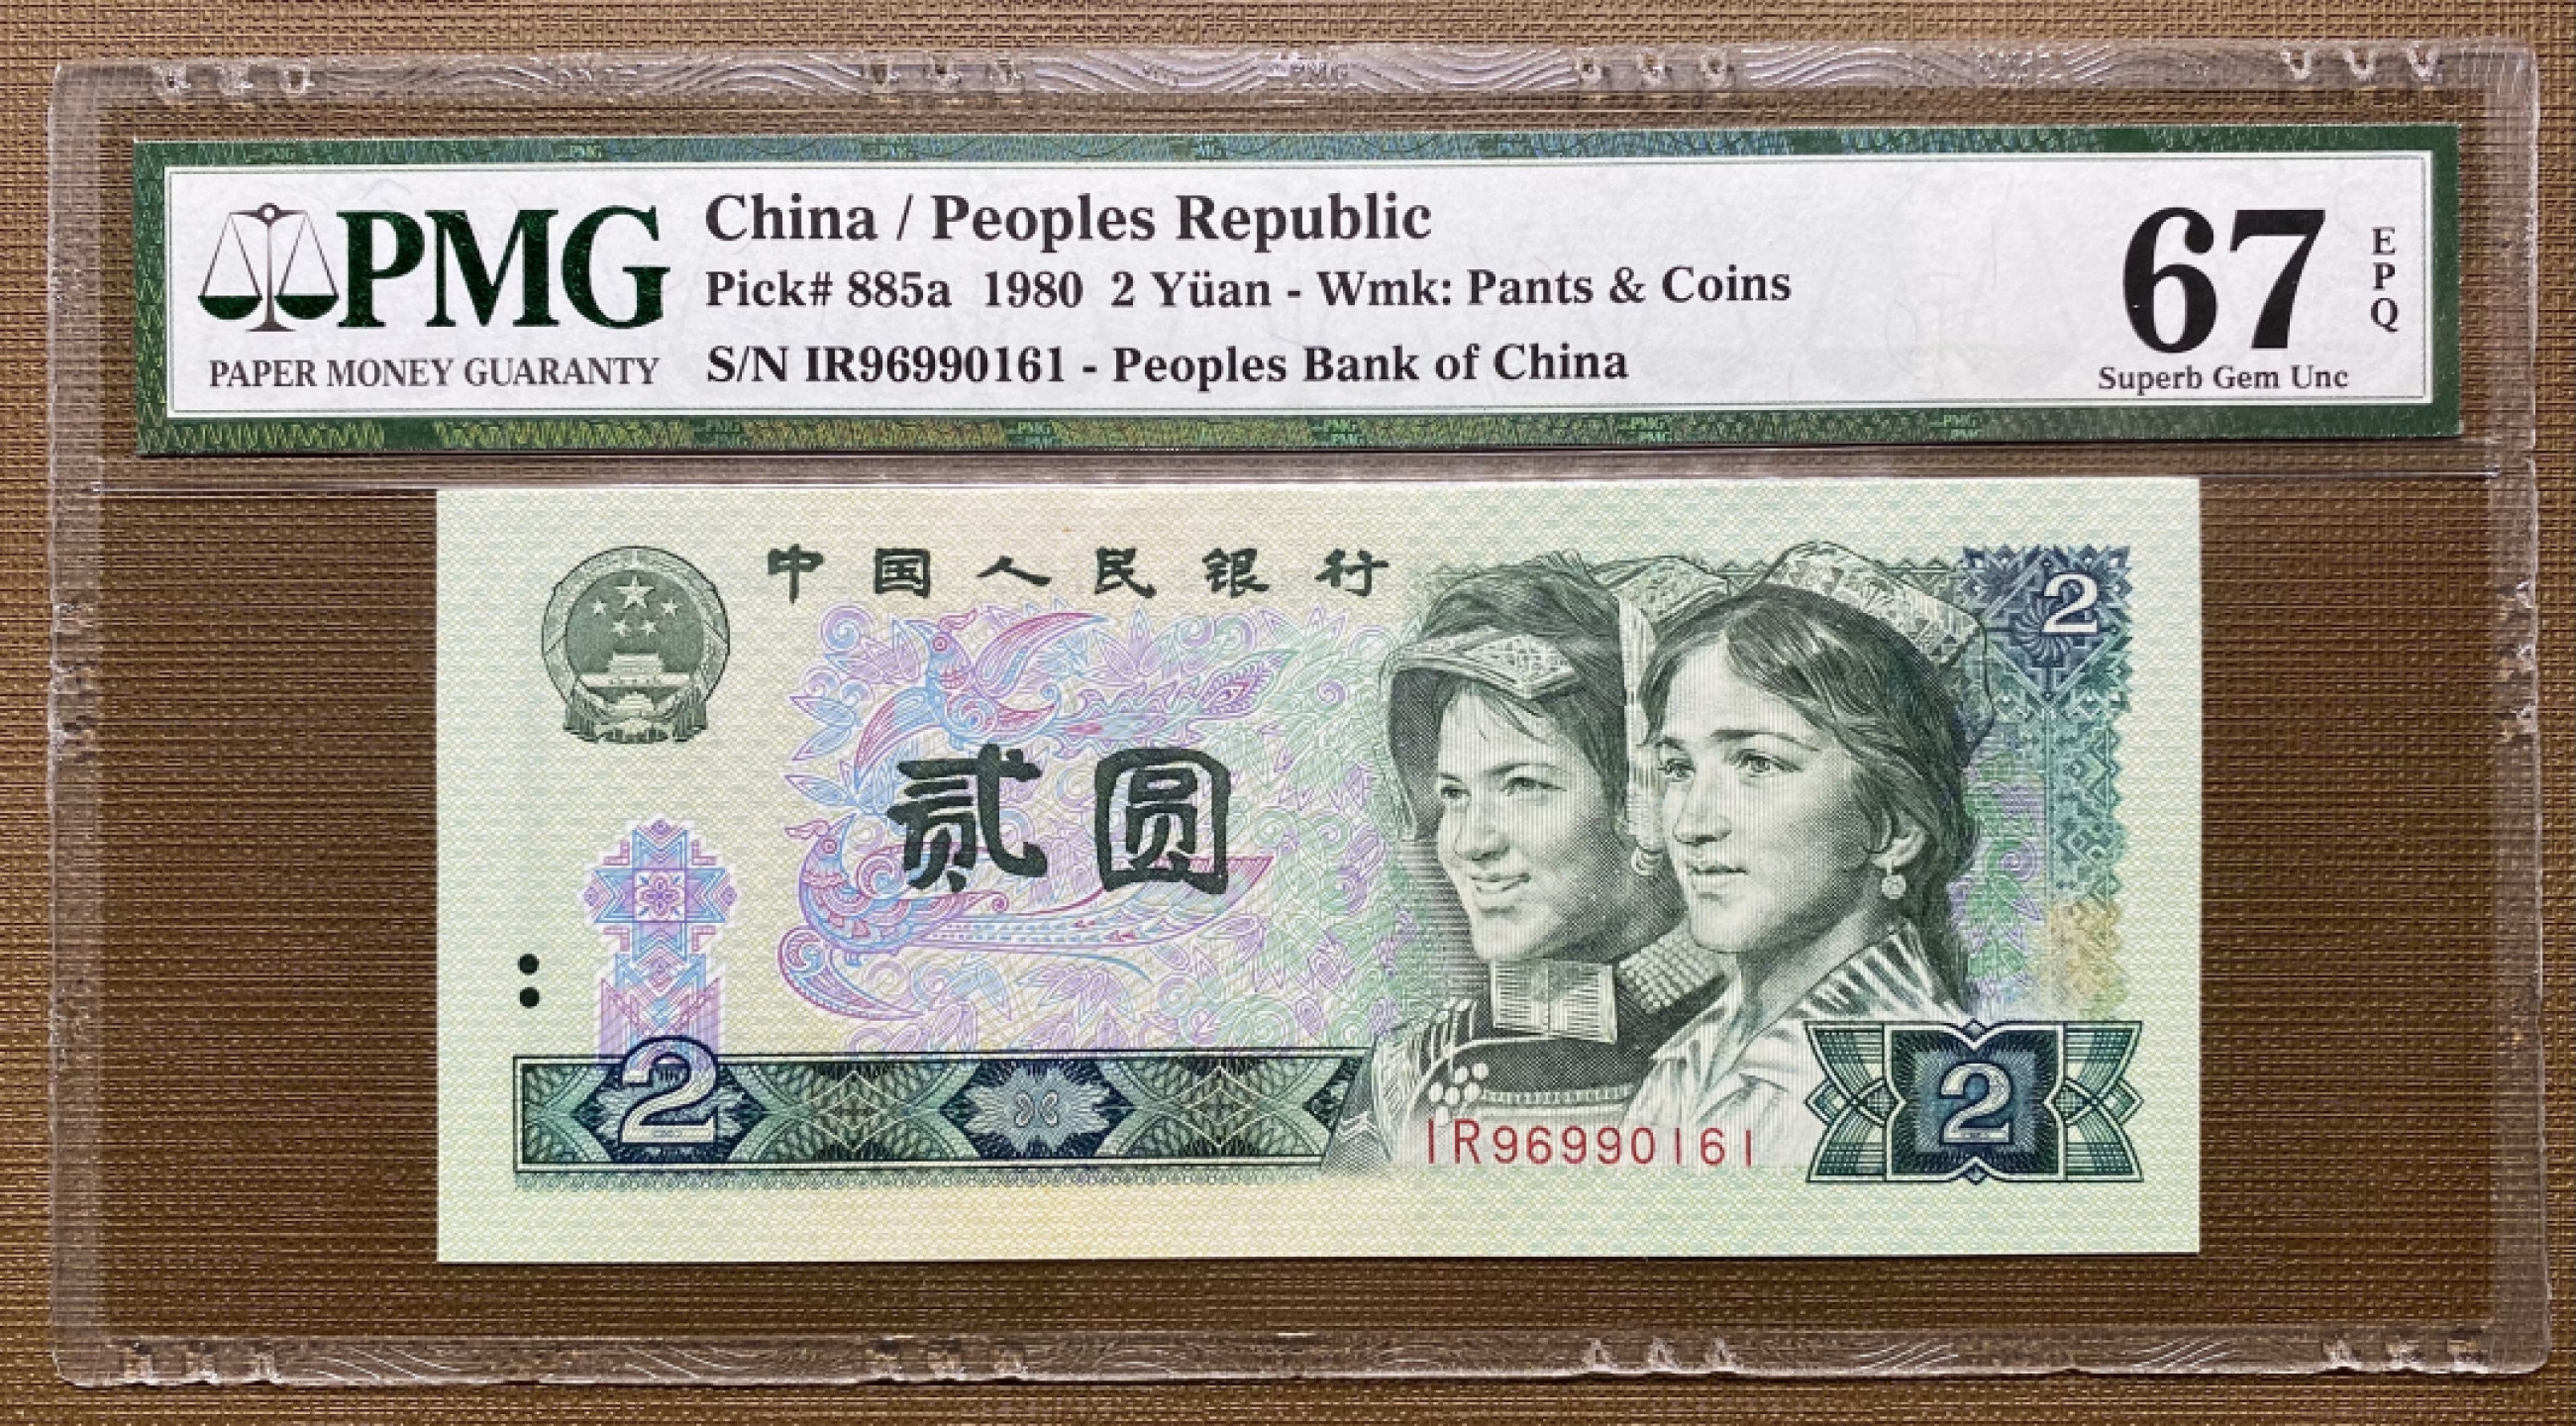 PMG
PAPER MONEY GUARANTY
China / Peoples Republic
Pick# 885a 1980 2 Yüan - Wmk: Pants & Coins
S/N IR96990161 - Peoples Bank of China
67
EPQ
Superb Gem Unc
中国人民银行
2
贰圆
2
2
IR96990161